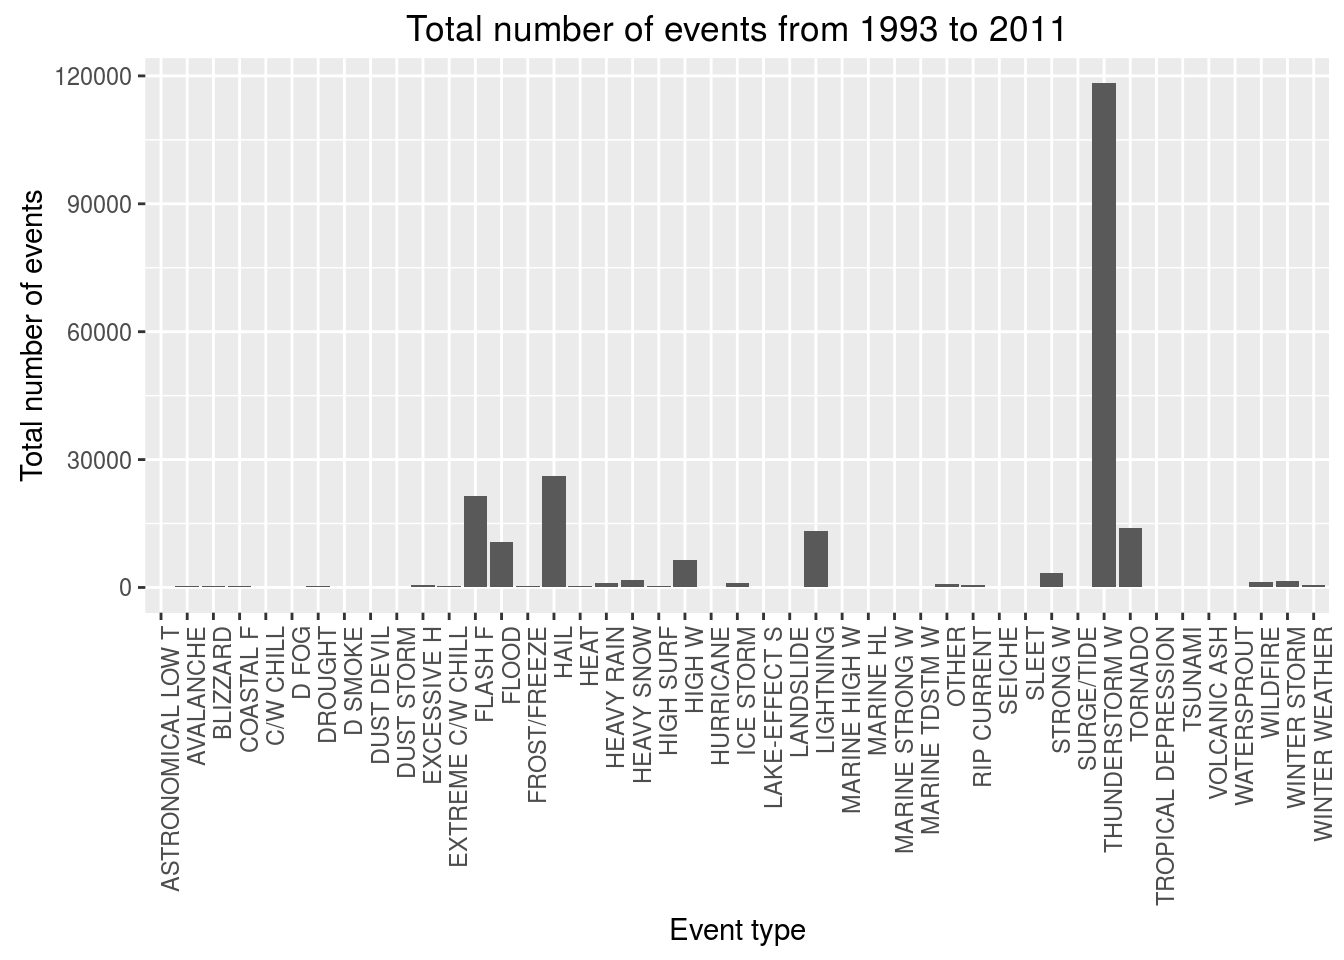 Total number of events from 1993 to 2011
Total number of events
120000
90000
60000
30000
0
ASTRONOMICAL LOW T
AVALANCHE
BLIZZARD
COASTAL F
C/W CHILL
D FOG
DROUGHT
D SMOKE
DUST DEVIL
DUST STORM
EXCESSIVE H
EXTREME C/W CHILL
FLASH F
FLOOD
FROST/FREEZE
HAIL
HEAT
HEAVY RAIN
HEAVY SNOW
HIGH SURF
HIGH W
HURRICANE
ICE STORM
LAKE-EFFECT S
LANDSLIDE
LIGHTNING
MARINE HIGH W
MARINE HL
MARINE STRONG W
MARINE TDSTM W
OTHER
RIP CURRENT
SEICHE
SLEET
STRONG W
SURGE/TIDE
THUNDERSTORM W
TORNADO
TROPICAL DEPRESSION
TSUNAMI
VOLCANIC ASH
WATERSPROUT
WILDFIRE
WINTER STORM
WINTER WEATHER
Event type